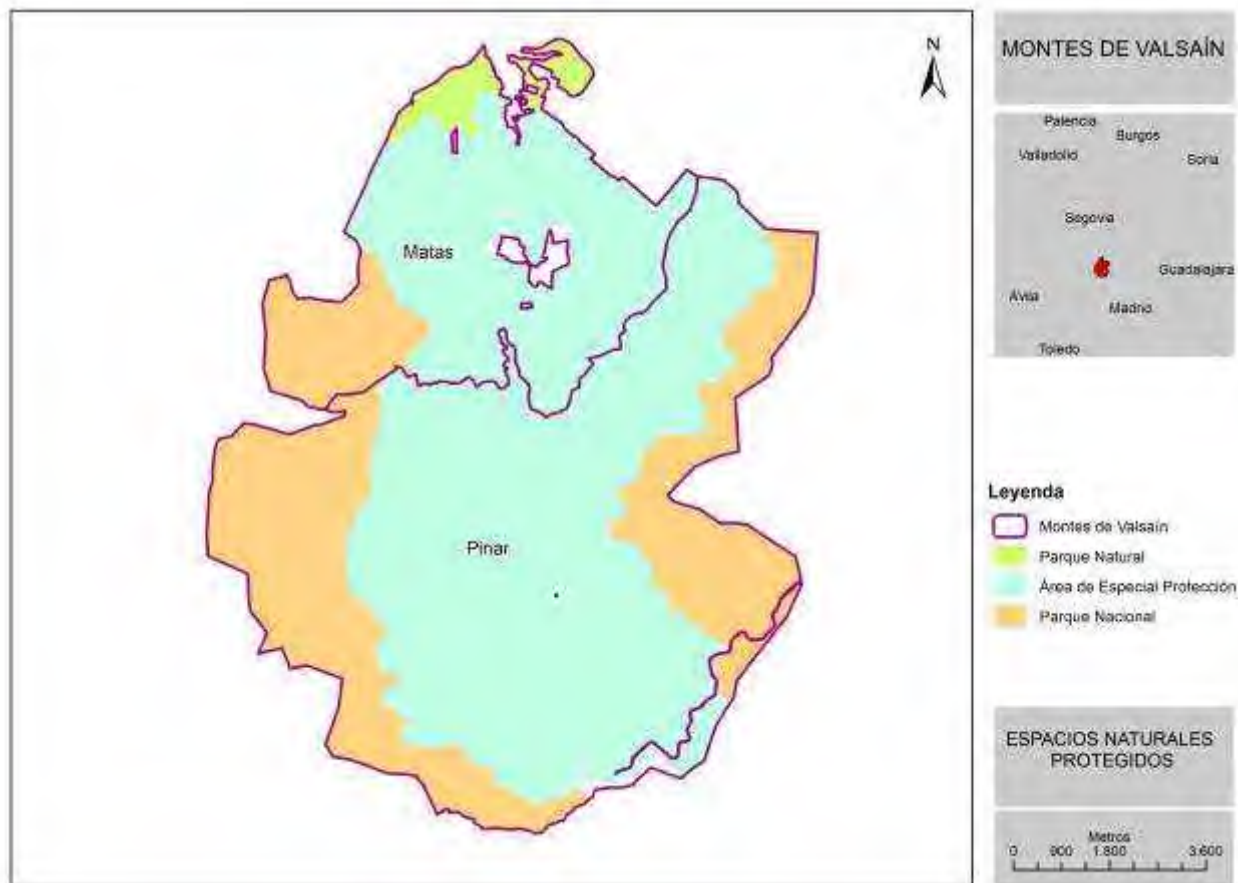 N
Matas
Pinar
MONTES DE VALSAÍN
Palencia
Burgos
Valladolid
Soria
Segovia
Guadalajara
Ávila
Madrid
Toledo
Leyenda
Montes de Valsaín
Parque Natural
Área de Especial Protección
Parque Nacional
ESPACIOS NATURALES
PROTEGIDOS
Metros
0 900 1.800 3.600